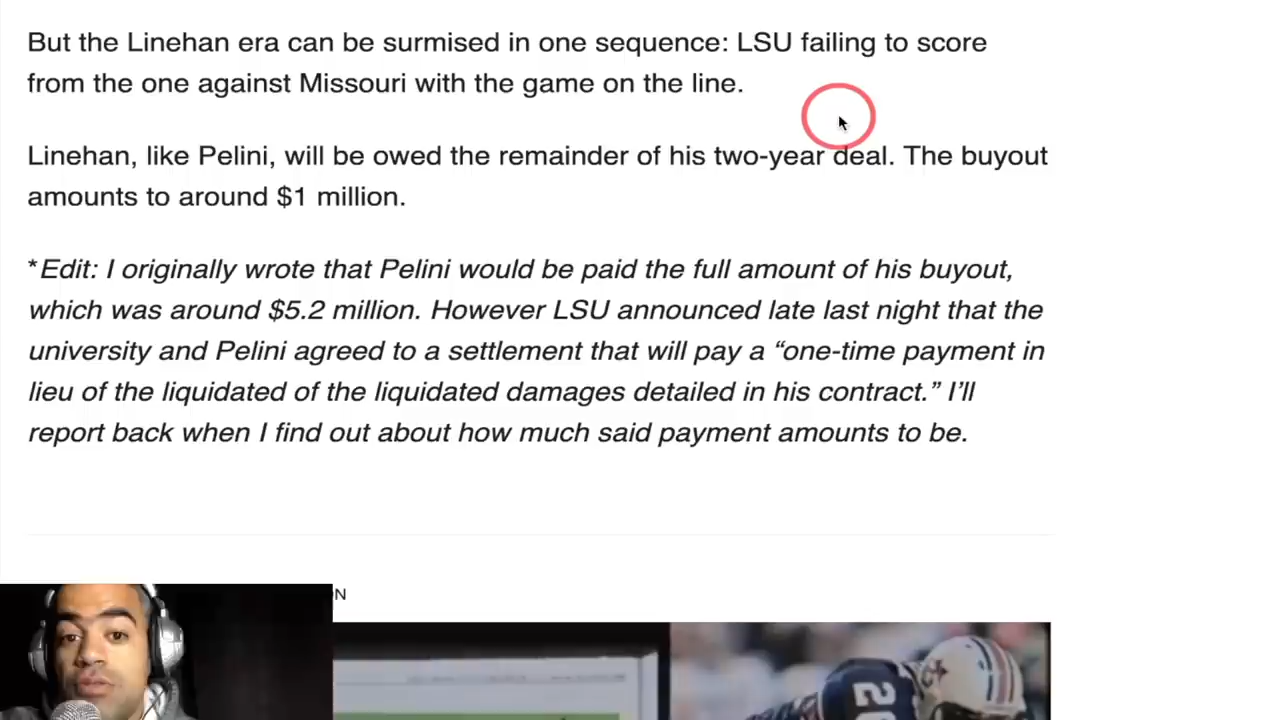 But the Linehan era can be surmised in one sequence: LSU failing to score
from the one against Missouri with the game on the line.
Linehan, like Pelini, will be owed the remainder of his two-year deal. The buyout
amounts to around $1 million.
*Edit: I originally wrote that Pelini would be paid the full amount of his buyout,
which was around $5.2 million. However LSU announced late last night that the
university and Pelini agreed to a settlement that will pay a “one-time payment in
lieu of the liquidated of the liquidated damages detailed in his contract.” I’ll
report back when I find out about how much said payment amounts to be.
ON
20